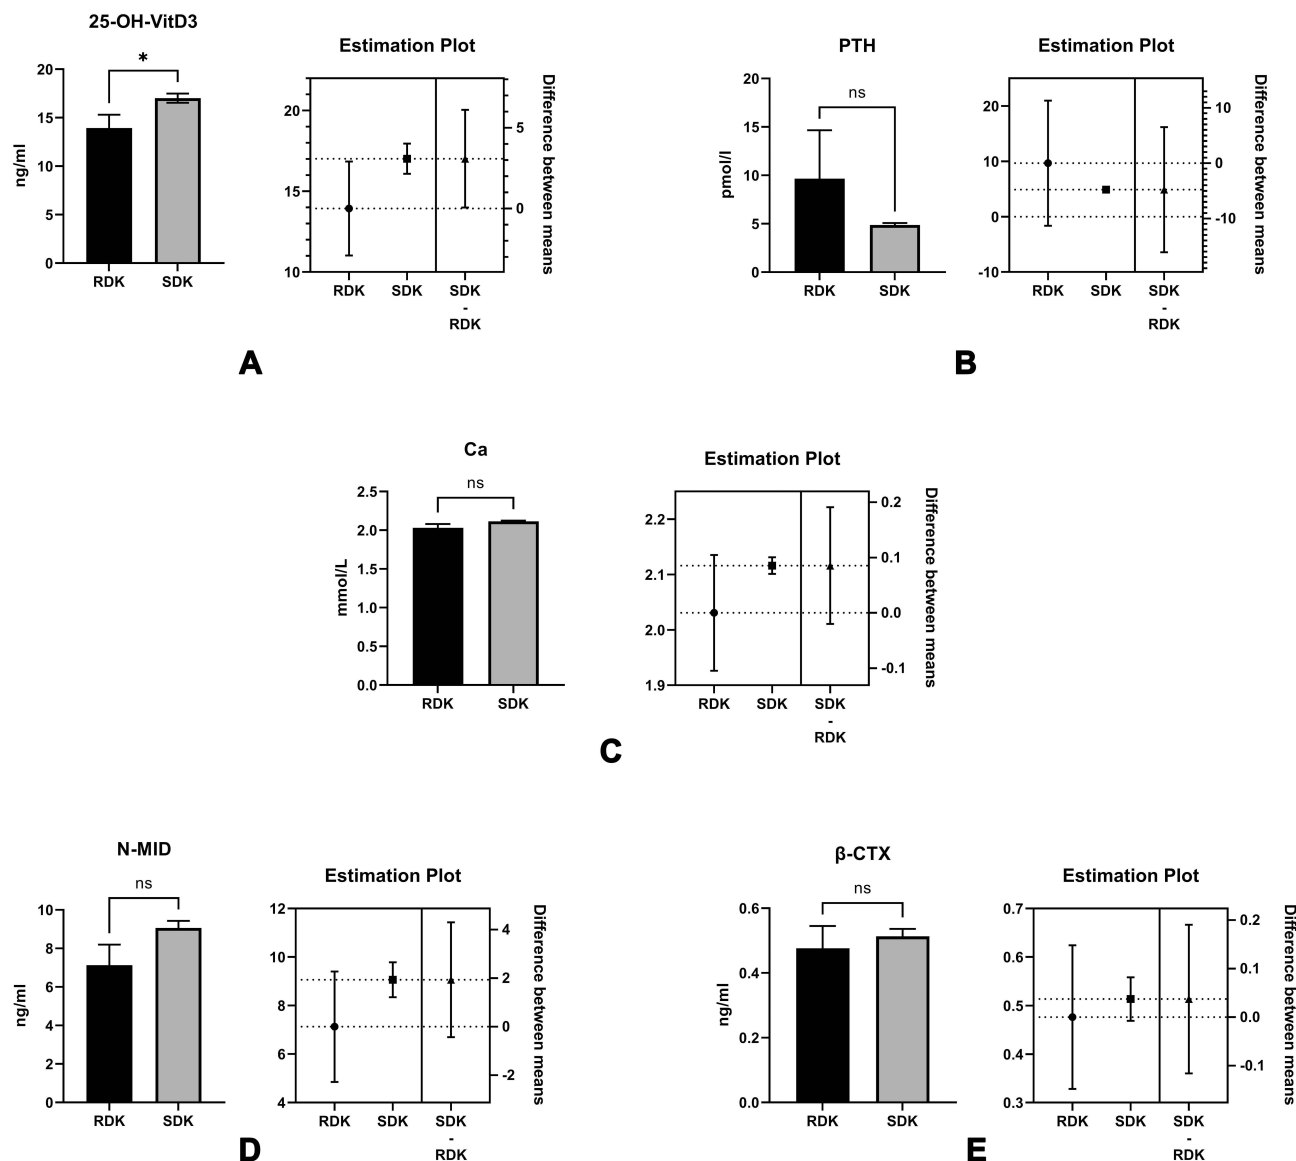 25-OH-VitD3
*
20
15
10
5
0
ng/ml
RDK SDK
Estimation Plot
20
15
10
5
0
Difference between means
RDK SDK SDK
-
RDK
A
PTH
ns
20
15
10
5
0
pmol/l
RDK SDK
Estimation Plot
20
10
0
-10
10
0
-10
Difference between means
RDK SDK SDK
-
RDK
B
Ca
ns
2.5
2.0
1.5
1.0
0.5
0.0
mmol/L
RDK SDK
Estimation Plot
2.2
2.1
2.0
1.9
0.2
0.1
0.0
-0.1
Difference between means
RDK SDK SDK
-
RDK
C
N-MID
ns
10
8
6
4
2
0
ng/ml
RDK SDK
Estimation Plot
12
10
8
6
4
4
2
0
-2
Difference between means
RDK SDK SDK
-
RDK
D
β-CTX
ns
0.6
0.4
0.2
0.0
ng/ml
RDK SDK
Estimation Plot
0.7
0.6
0.5
0.4
0.3
0.2
0.1
0.0
-0.1
Difference between means
RDK SDK SDK
-
RDK
E